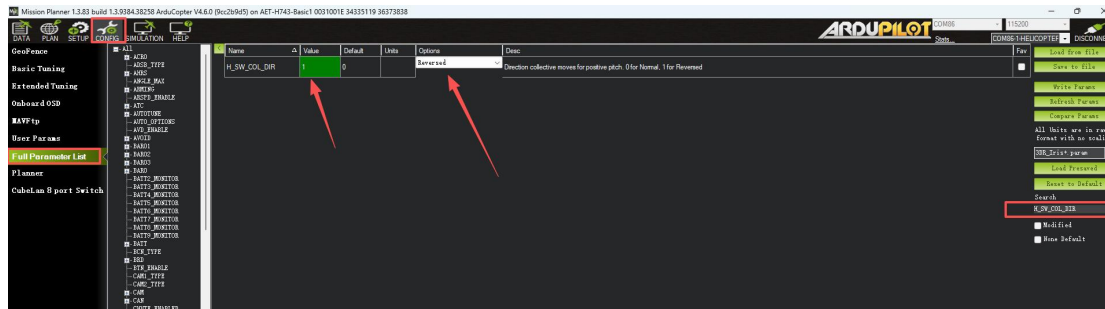 Mission Planner 1.3.83 build 1.3.9384.38258 ArduCopter V4.6.0 (9cc2b9d5) on AET-H743-Basic1 0031001E 34335119 36373838
DATA PLAN SETUP CONFIG SIMULATION HELP
ARDUPILOT
COM86 115200
Stats... COM86-1-HELICOPTER DISCONNE
GeoFence
Basic Tuning
Extended Tuning
Onboard OSD
MAVFtp
User Params
Full Parameter List
Planner
CubeLan 8 port Switch
All
ACRO
ADSB_TYPE
AHRS
ANGLE_MAX
ARMING
ARSPD_ENABLE
ATC
AUTOTUNE
AUTO_OPTIONS
AVD_ENABLE
AVOID
BARO1
BARO2
BARO3
BARO
BATT2_MONITOR
BATT3_MONITOR
BATT4_MONITOR
BATT5_MONITOR
BATT6_MONITOR
BATT7_MONITOR
BATT8_MONITOR
BATT9_MONITOR
BATT
BCN_TYPE
BRD
BTN_ENABLE
CAM1_TYPE
CAM2_TYPE
CAM
CAN
Name Value Default Units Options Desc Fav
H_SW_COL_DIR 1 0 Reversed Direction collective moves for positive pitch. 0 for Normal, 1 for Reversed
Load from file
Save to file
Write Params
Refresh Params
Compare Params
All Units are in raw
format with no scali
3DR_Iris+.param
Load Presaved
Reset to Default
Search
H_SW_COL_DIR
Modified
None Default